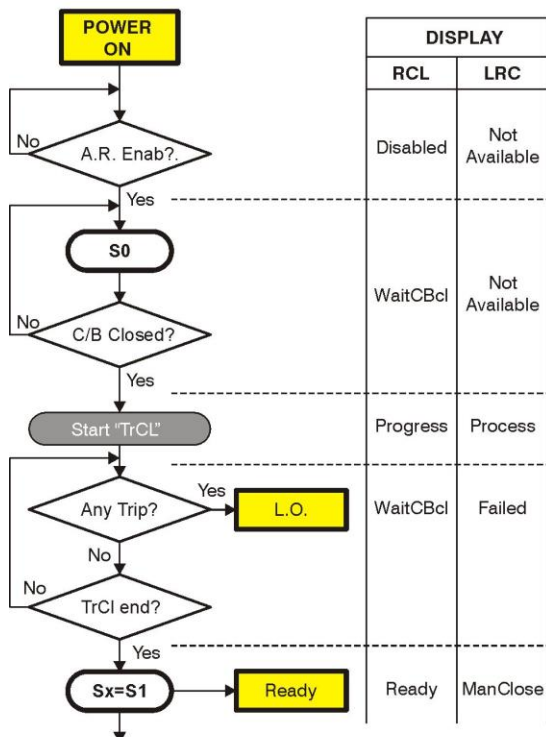 POWER
ON
DISPLAY
RCL LRC
No
A.R. Enab?.
Disabled
Not
Available
Yes
S0
No
C/B Closed?
WaitCBcl
Not
Available
Yes
Start "TrCL"
Progress Process
Any Trip?
Yes
L.O.
WaitCBcl Failed
No
No
TrCl end?
Yes
Sx=S1
Ready
Ready ManClose